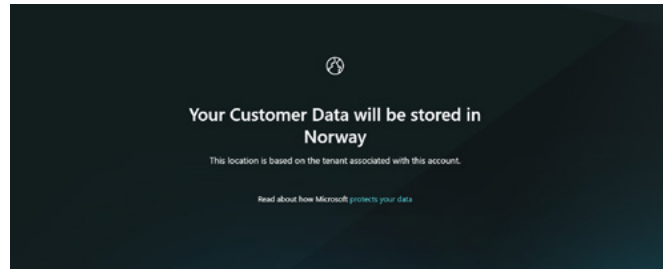 Your Customer Data will be stored in
Norway
This location is based on the tenant associated with this account.
Read about how Microsoft protects your data